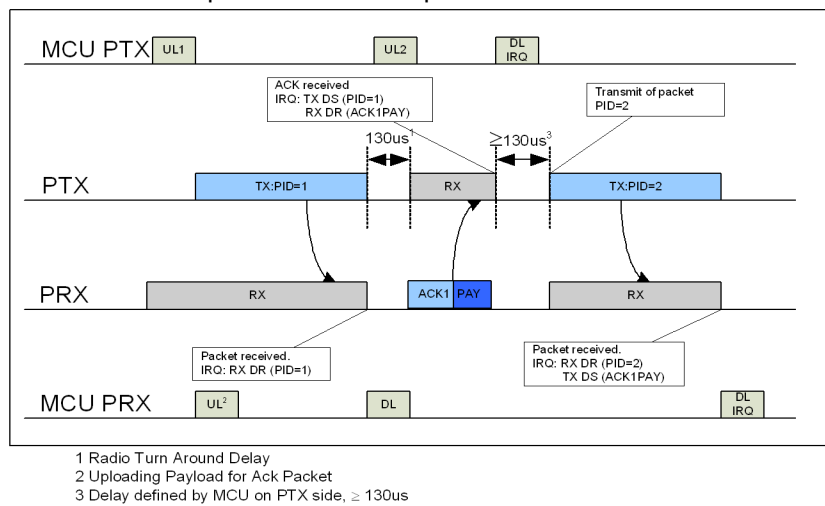 MCU PTX
UL1
UL2
DL
IRQ
ACK received
IRQ: TX DS (PID=1)
RX DR (ACK1PAY)
Transmit of packet
PID=2
130us1
≥130us3
PTX
TX:PID=1
RX
TX:PID=2
PRX
RX
ACK1
PAY
RX
Packet received.
IRQ: RX DR (PID=1)
Packet received.
IRQ: RX DR (PID=2)
TX DS (ACK1PAY)
MCU PRX
UL2
DL
DL
IRQ
1 Radio Turn Around Delay
2 Uploading Payload for Ack Packet
3 Delay defined by MCU on PTX side, ≥ 130us